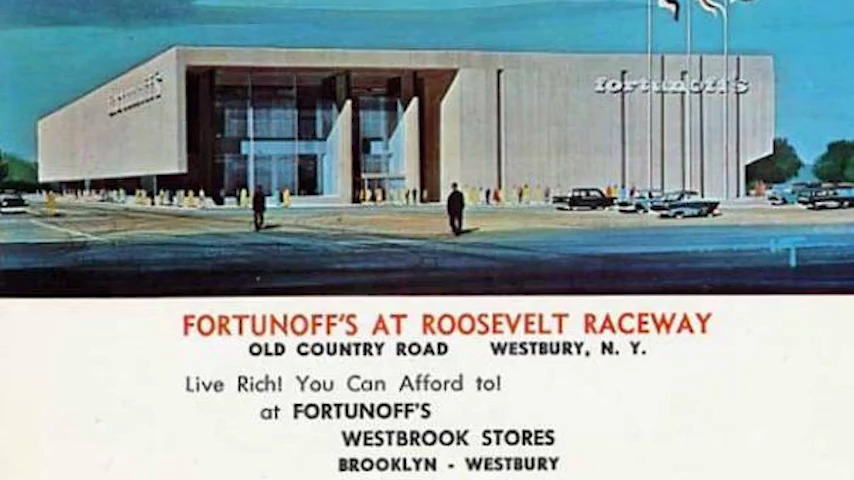 fortunoff's
fortunoff's
FORTUNOFF'S AT ROOSEVELT RACEWAY
OLD COUNTRY ROAD WESTBURY, N. Y.
Live Rich! You Can Afford to!
at FORTUNOFF'S
WESTBROOK STORES
BROOKLYN - WESTBURY